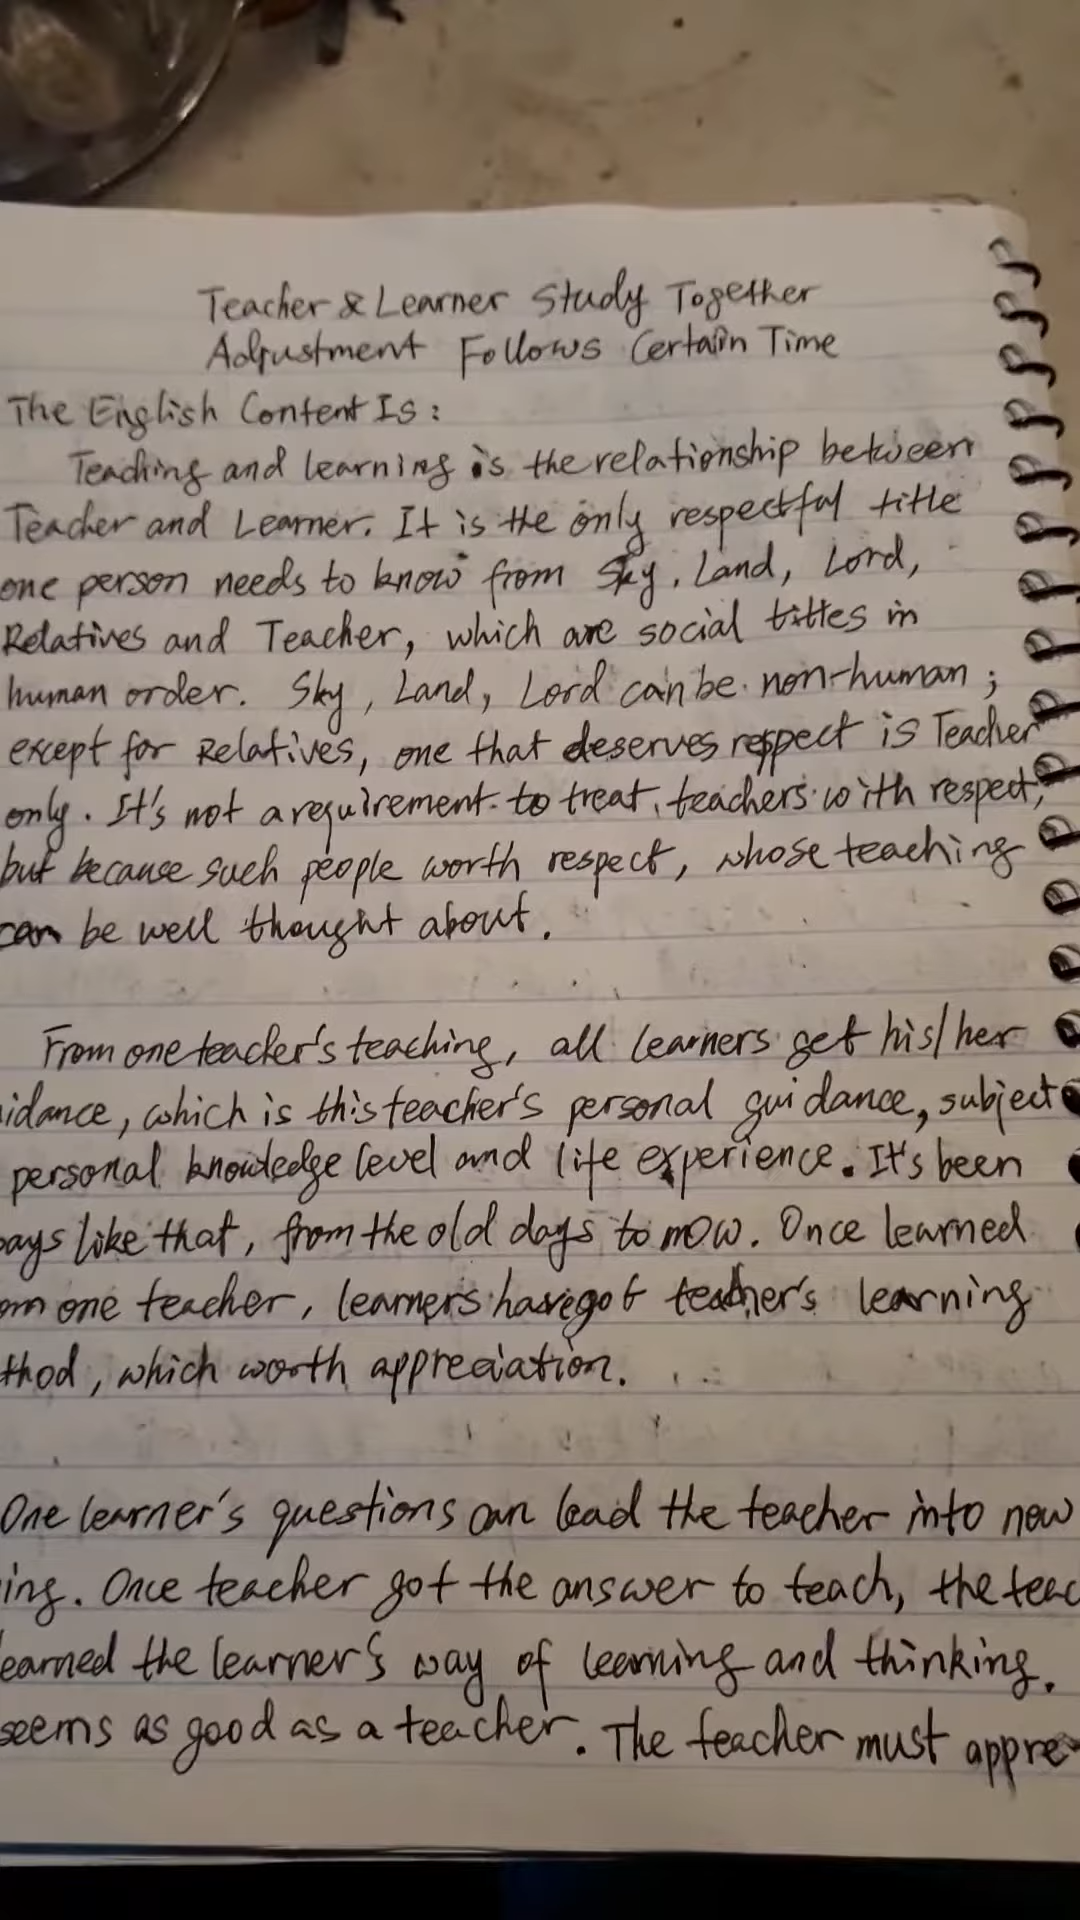 Teacher & Learner Study Together
Adjustment Follows Certain Time
The English Content Is:
Teaching and learning is the relationship between
Teacher and Learner. It is the only respectful title
one person needs to know from Sky, Land, Lord,
Relatives and Teacher, which are social titles in
human order. Sky, Land, Lord can be non-human;
except for Relatives, one that deserves respect is Teacher
only. It's not a requirement to treat teachers with respect,
but because such people worth respect, whose teaching
can be well thought about.
From one teacher's teaching, all learners get his/her
idance, which is this teacher's personal guidance, subject
personal knowledge level and life experience. It's been
ays like that, from the old days to now. Once learned
om one teacher, learners have got teacher's learning
thod, which worth appreciation.
One learner's questions can lead the teacher into new
ing. Once teacher got the answer to teach, the teac
earned the learner's way of learning and thinking.
seems as good as a teacher. The teacher must appre-